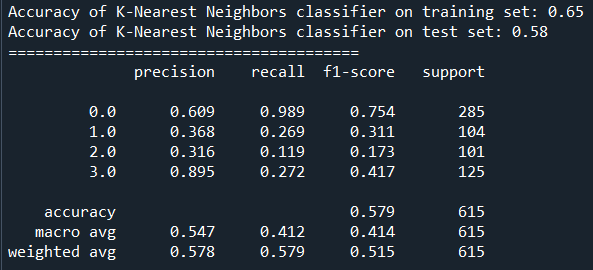 Accuracy of K-Nearest Neighbors classifier on training set: 0.65
Accuracy of K-Nearest Neighbors classifier on test set: 0.58
=======================================
precision recall f1-score support
0.0 0.609 0.989 0.754 285
1.0 0.368 0.269 0.311 104
2.0 0.316 0.119 0.173 101
3.0 0.895 0.272 0.417 125
accuracy 0.579 615
macro avg 0.547 0.412 0.414 615
weighted avg 0.578 0.579 0.515 615